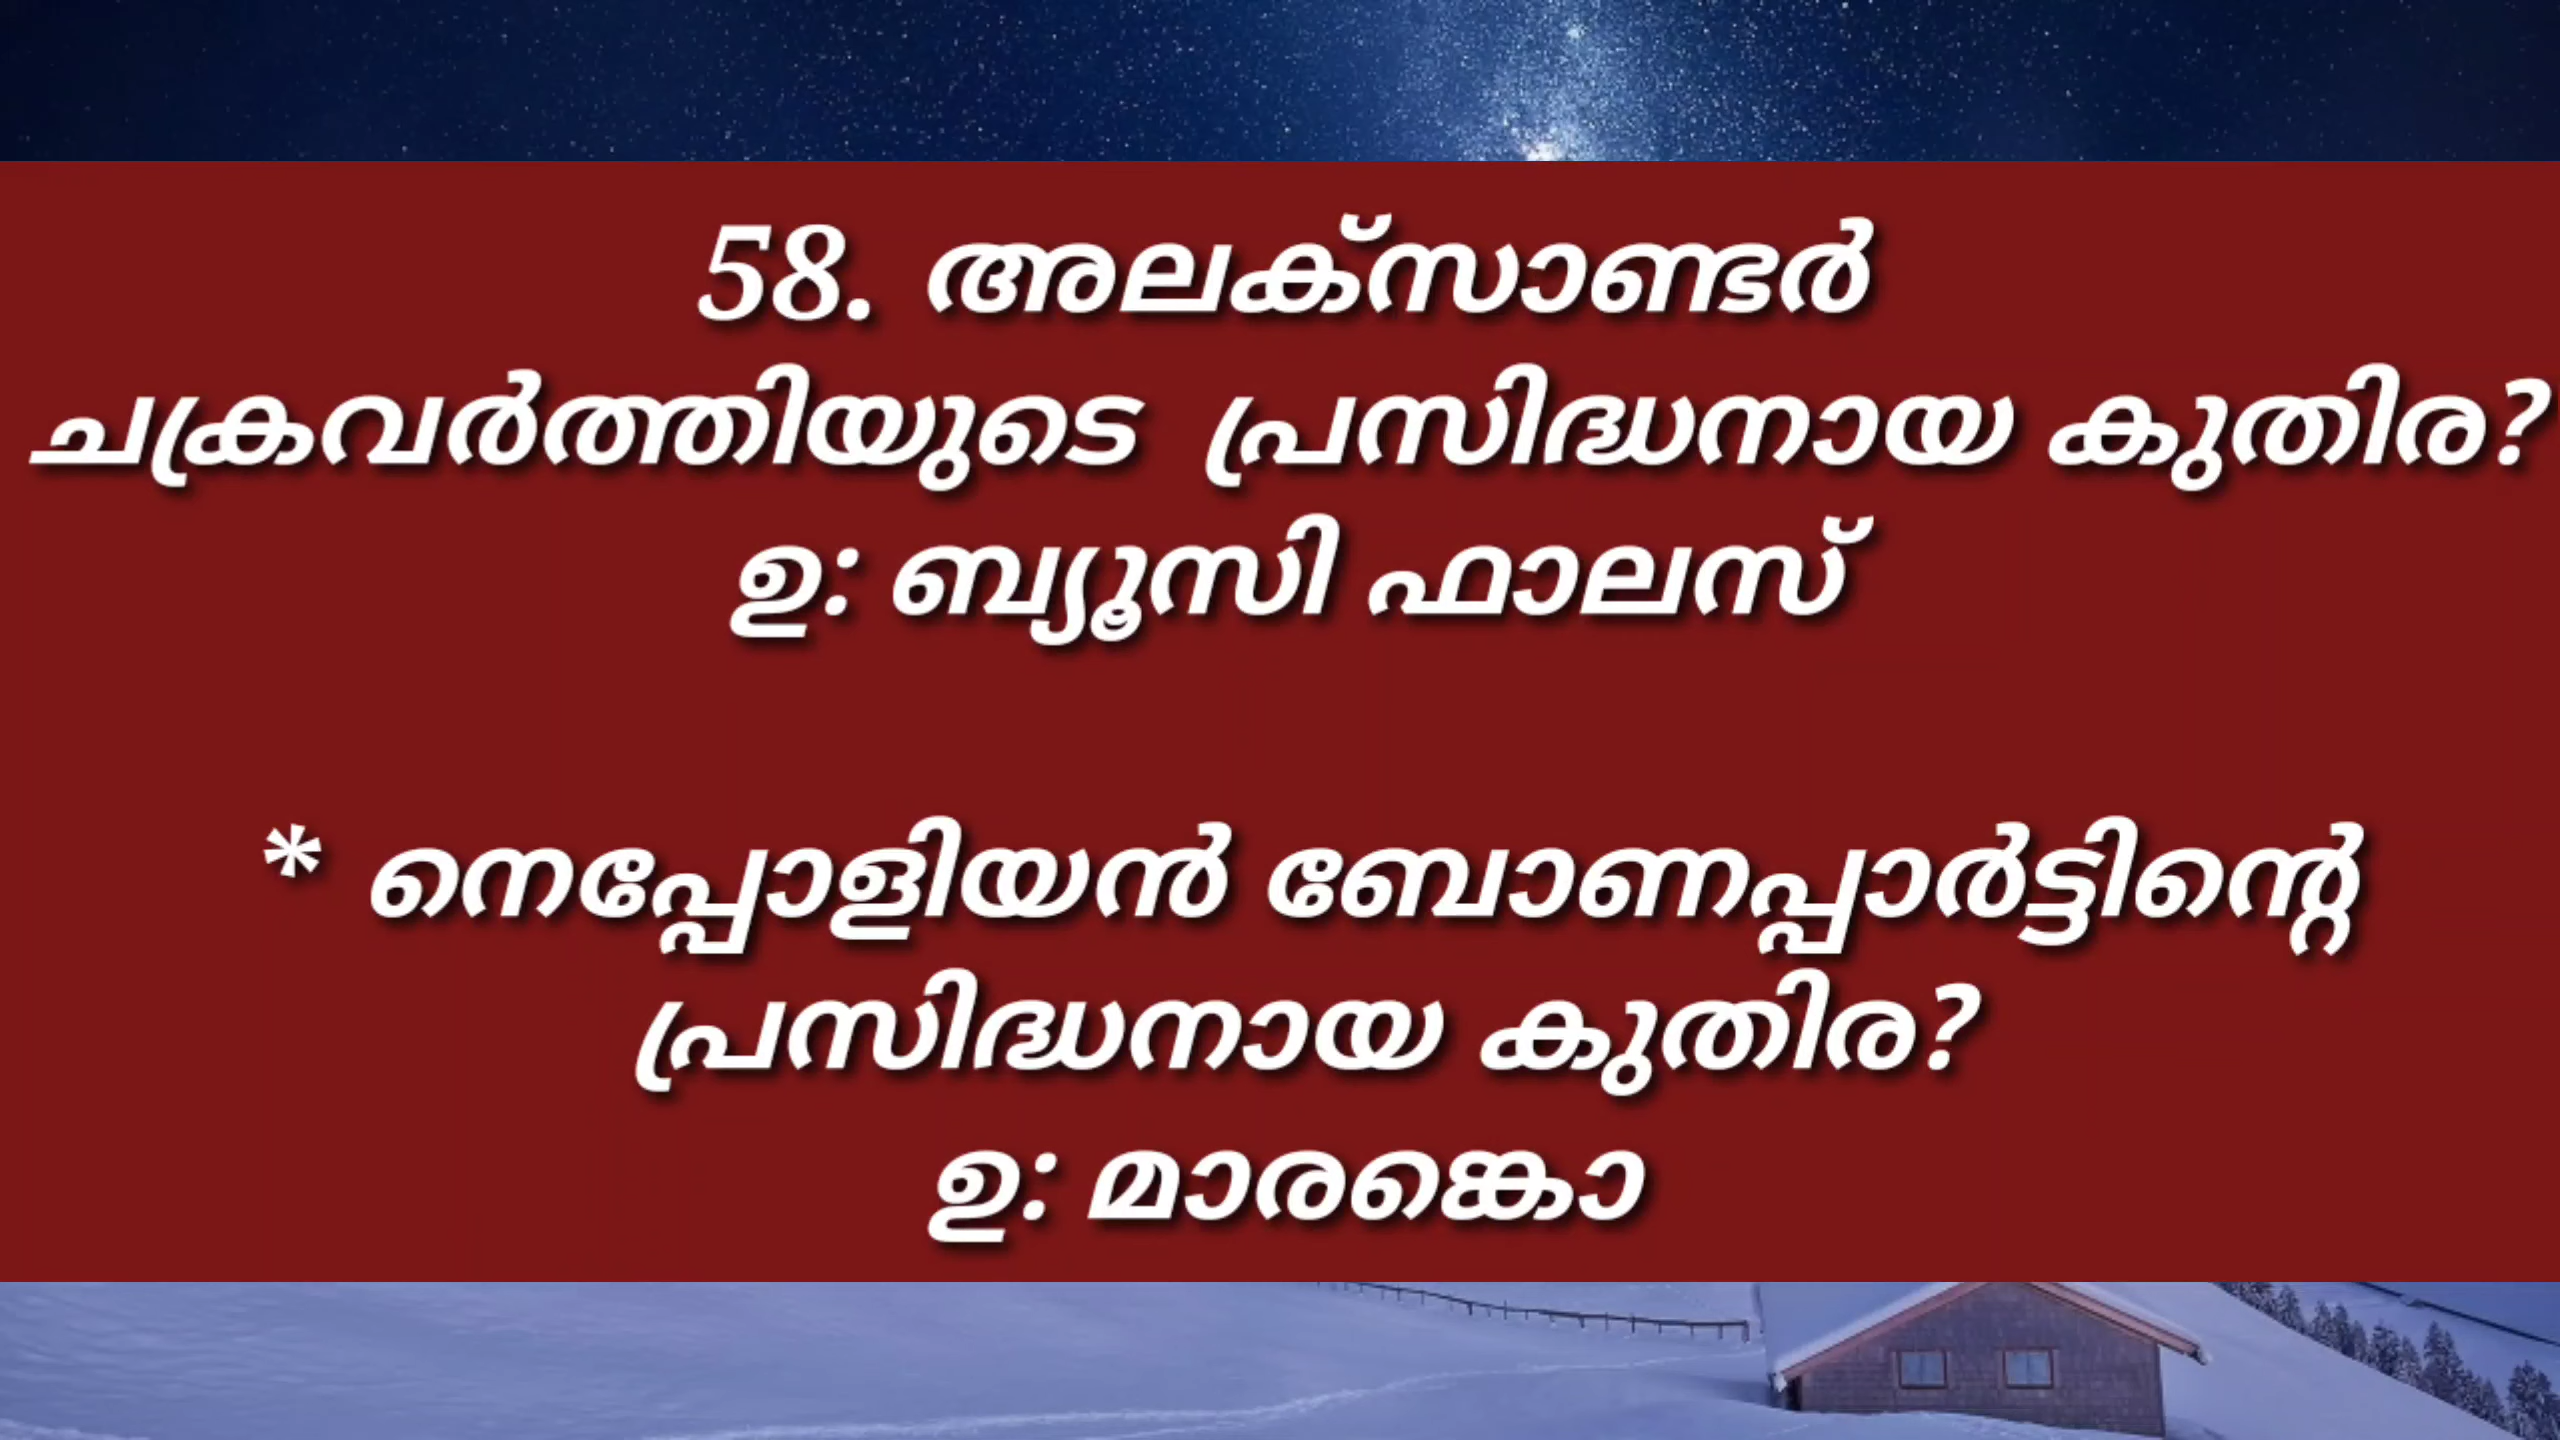 58. അലക്സാണ്ടർ
ചക്രവർത്തിയുടെ പ്രസിദ്ധനായ കുതിര?
ഉ: ബ്യൂസി ഫാലസ്
* നെപ്പോളിയൻ ബോണപ്പാർട്ടിന്റെ
പ്രസിദ്ധനായ കുതിര?
ഉ: മാരങ്കൊ